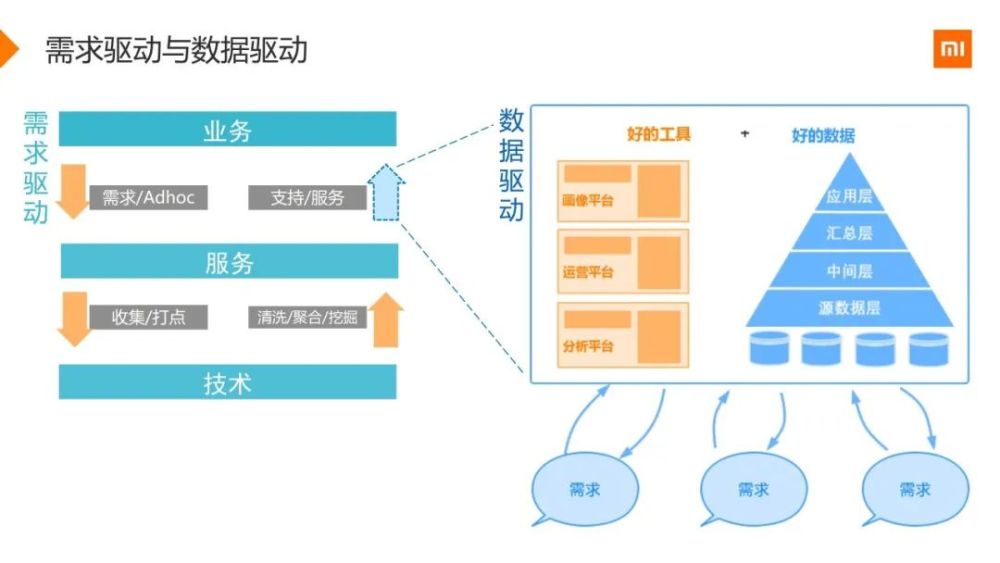 需求驱动与数据驱动
mi
需求驱动
业务
需求/Adhoc
支持/服务
服务
收集/打点
清洗/聚合/挖掘
技术
数据驱动
好的工具 + 好的数据
画像平台
运营平台
分析平台
应用层
汇总层
中间层
源数据层
需求
需求
需求